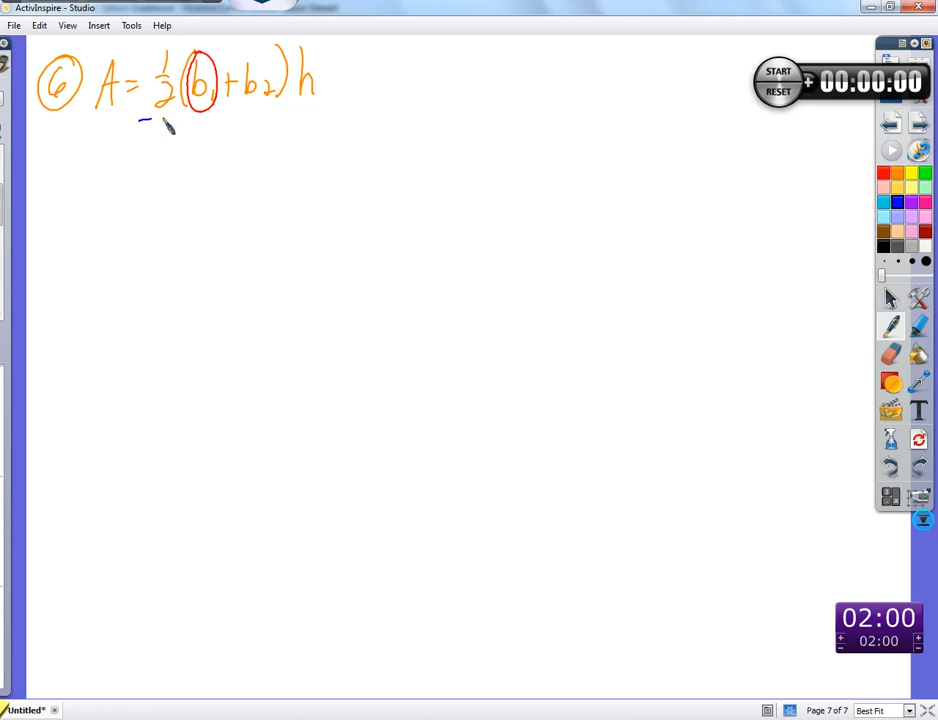 ActivInspire - Studio
File Edit View Insert Tools Help
⑥ A = 1/2 (b₁ + b₂) h
START
RESET
+ 00:00:00
02:00
02:00
Untitled*
Page 7 of 7
Best Fit